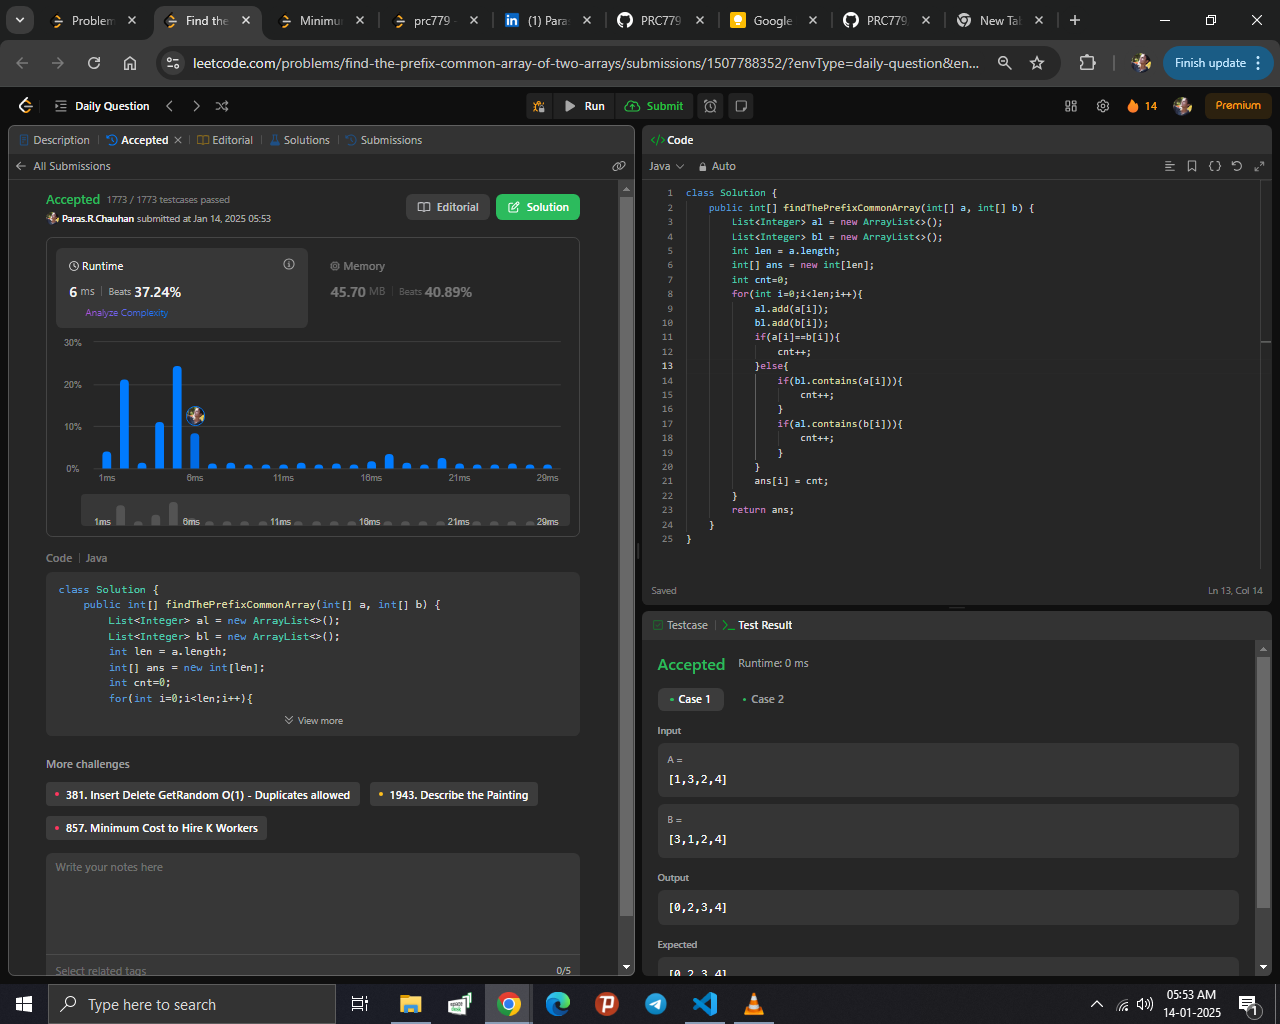 Problem
Find the
Minimu
prc779 -
(1) Para
PRC779
Google
PRC779
New Tab
leetcode.com/problems/find-the-prefix-common-array-of-two-arrays/submissions/1507788352/?envType=daily-question&en...
Finish update
Daily Question
Run
Submit
14
Premium
Description
Accepted
Editorial
Solutions
Submissions
All Submissions
Accepted 1773 / 1773 testcases passed
Paras.R.Chauhan submitted at Jan 14, 2025 05:53
Editorial
Solution
Runtime
6 ms | Beats 37.24%
Analyze Complexity
Memory
45.70 MB | Beats 40.89%
30%
20%
10%
0%
1ms 6ms 11ms 16ms 21ms 29ms
1ms 6ms 11ms 16ms 21ms 29ms
Code | Java
class Solution {
public int[] findThePrefixCommonArray(int[] a, int[] b) {
List<Integer> al = new ArrayList<>();
List<Integer> bl = new ArrayList<>();
int len = a.length;
int[] ans = new int[len];
int cnt=0;
for(int i=0;i<len;i++){
View more
More challenges
381. Insert Delete GetRandom O(1) - Duplicates allowed
1943. Describe the Painting
857. Minimum Cost to Hire K Workers
Write your notes here
Select related tags
0/5
</> Code
Java
Auto
1 class Solution {
2 public int[] findThePrefixCommonArray(int[] a, int[] b) {
3 List<Integer> al = new ArrayList<>();
4 List<Integer> bl = new ArrayList<>();
5 int len = a.length;
6 int[] ans = new int[len];
7 int cnt=0;
8 for(int i=0;i<len;i++){
9 al.add(a[i]);
10 bl.add(b[i]);
11 if(a[i]==b[i]){
12 cnt++;
13 }else{
14 if(bl.contains(a[i])){
15 cnt++;
16 }
17 if(al.contains(b[i])){
18 cnt++;
19 }
20 }
21 ans[i] = cnt;
22 }
23 return ans;
24 }
25 }
Saved
Ln 13, Col 14
Testcase
Test Result
Accepted Runtime: 0 ms
Case 1
Case 2
Input
A =
[1,3,2,4]
B =
[3,1,2,4]
Output
[0,2,3,4]
Expected
[0,2,3,4]
Type here to search
05:53 AM
14-01-2025
1